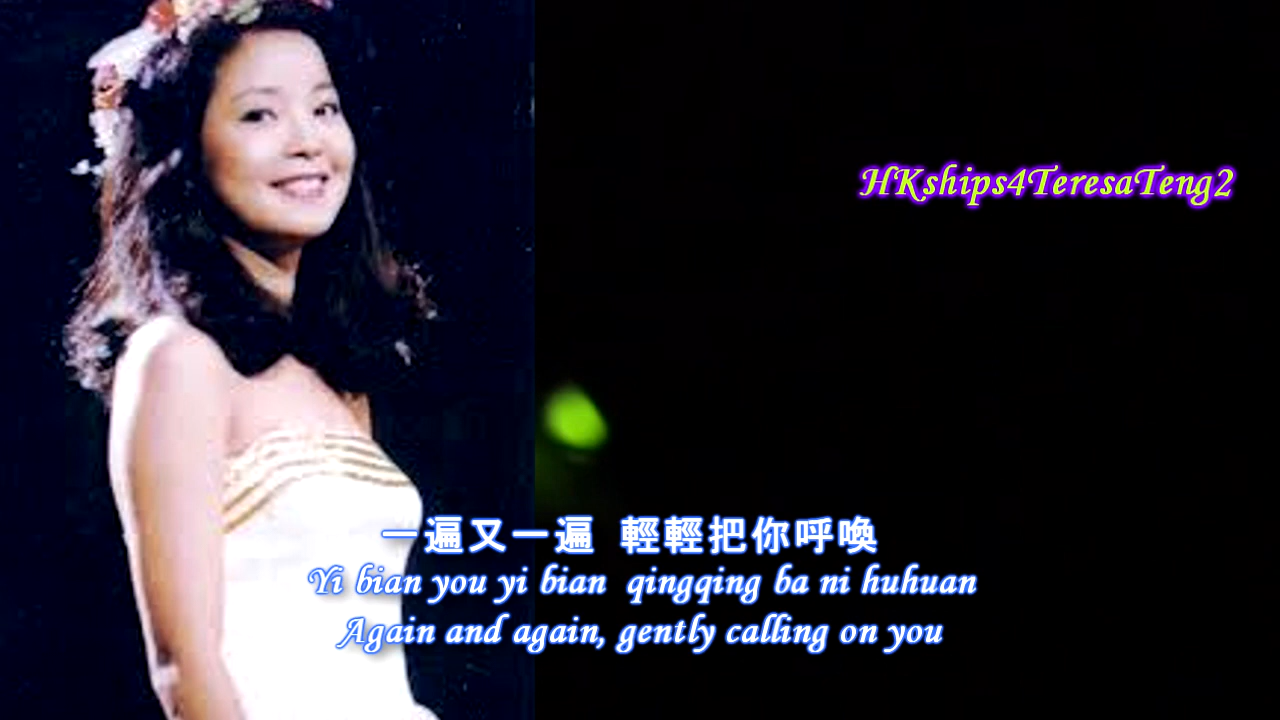 HKships4TeresaTeng2
一遍又一遍 輕輕把你呼喚
Yi bian you yi bian qingqing ba ni huhuan
Again and again, gently calling on you